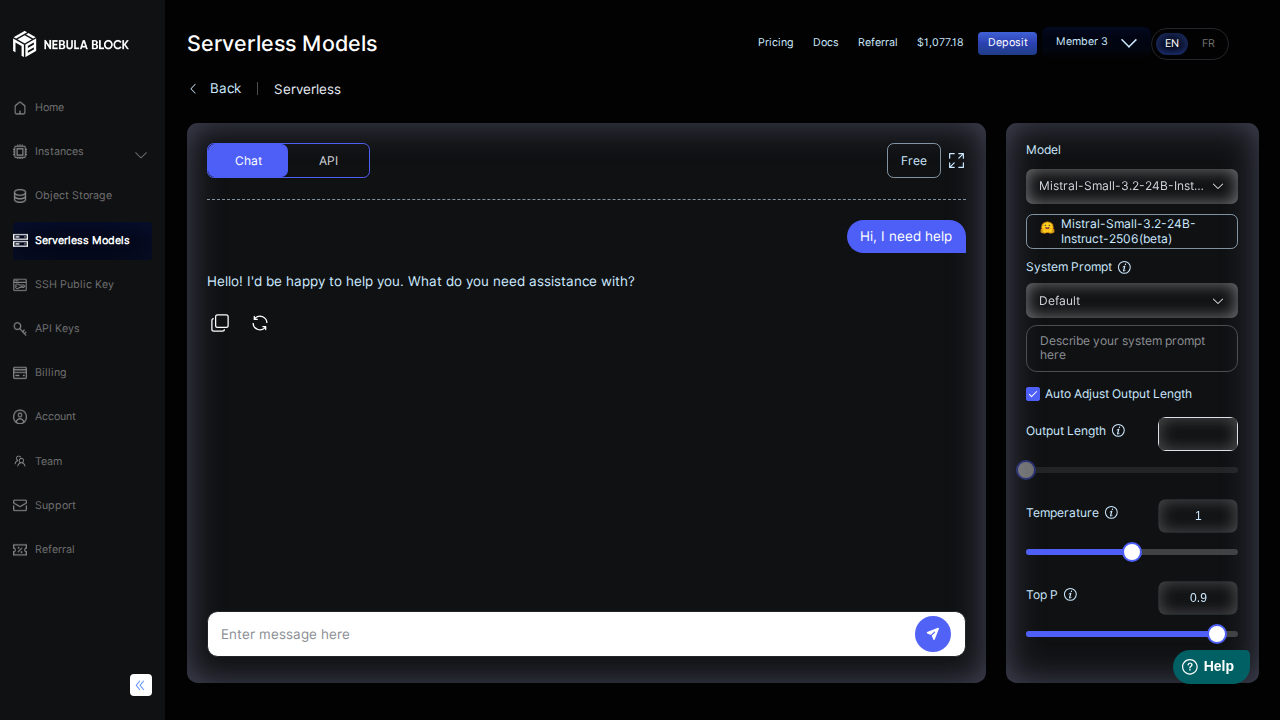 NEBULA BLOCK
Home
Instances
Object Storage
Serverless Models
SSH Public Key
API Keys
Billing
Account
Team
Support
Referral
Serverless Models
Pricing
Docs
Referral
$1,077.18
Deposit
Member 3
EN
FR
Back
Serverless
Chat
API
Free
Hi, I need help
Hello! I'd be happy to help you. What do you need assistance with?
Enter message here
Model
Mistral-Small-3.2-24B-Inst...
Mistral-Small-3.2-24B-
Instruct-2506(beta)
System Prompt
Default
Describe your system prompt
here
Auto Adjust Output Length
Output Length
Temperature
1
Top P
0.9
Help